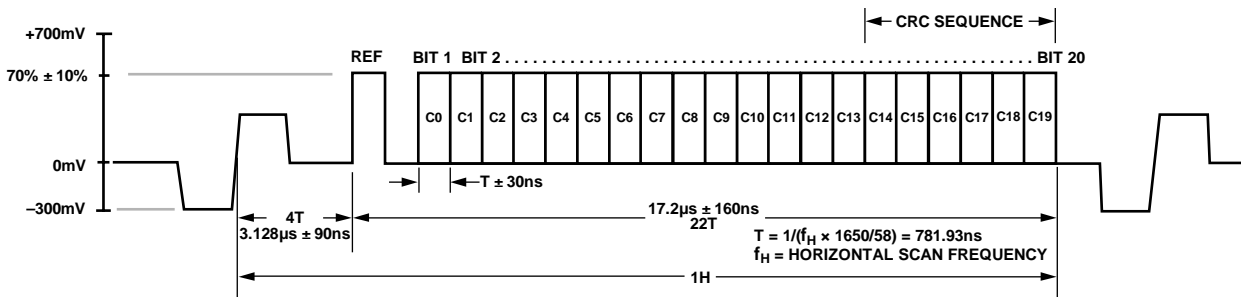 CRC SEQUENCE
+700mV
REF
BIT 1 BIT 2 . . . . . . . . . . . . . . . . . . . . . . . . . . . . . . . . . . . . . . . . . . . . . . . . . . . . . . . . . . . . . . . . . BIT 20
70% ± 10%
C0 C1 C2 C3 C4 C5 C6 C7 C8 C9 C10 C11 C12 C13 C14 C15 C16 C17 C18 C19
0mV
T ± 30ns
–300mV
4T
3.128µs ± 90ns
17.2µs ± 160ns
22T
T = 1/(fH × 1650/58) = 781.93ns
fH = HORIZONTAL SCAN FREQUENCY
1H